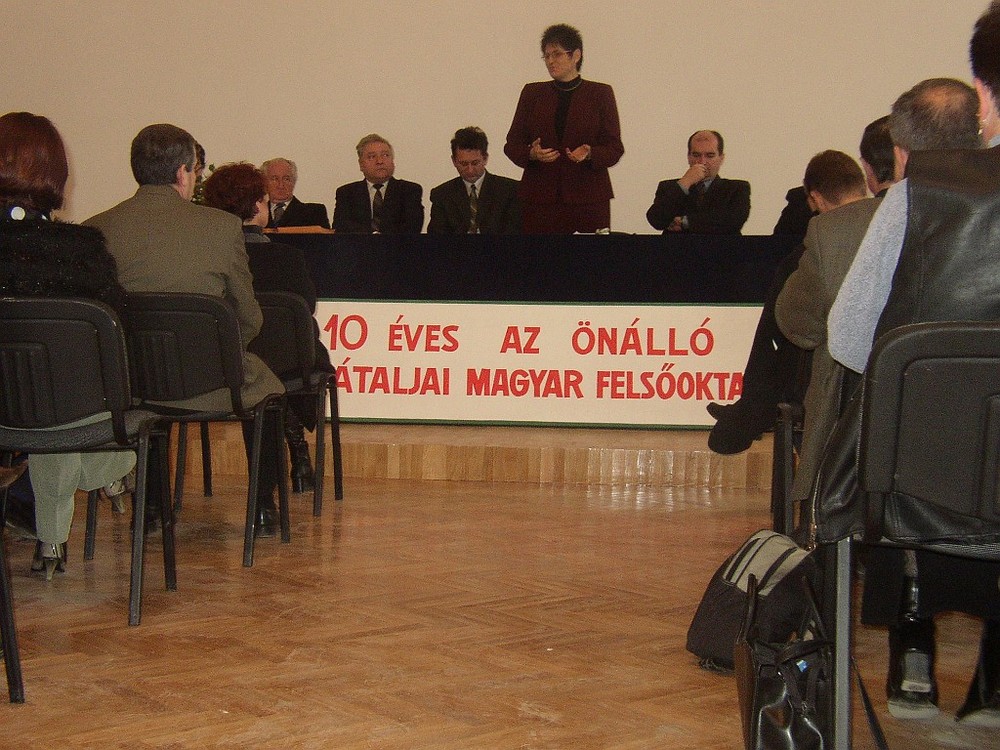 10 ÉVES AZ ÖNÁLLÓ
ÁTALJAI MAGYAR FELSŐOKTA